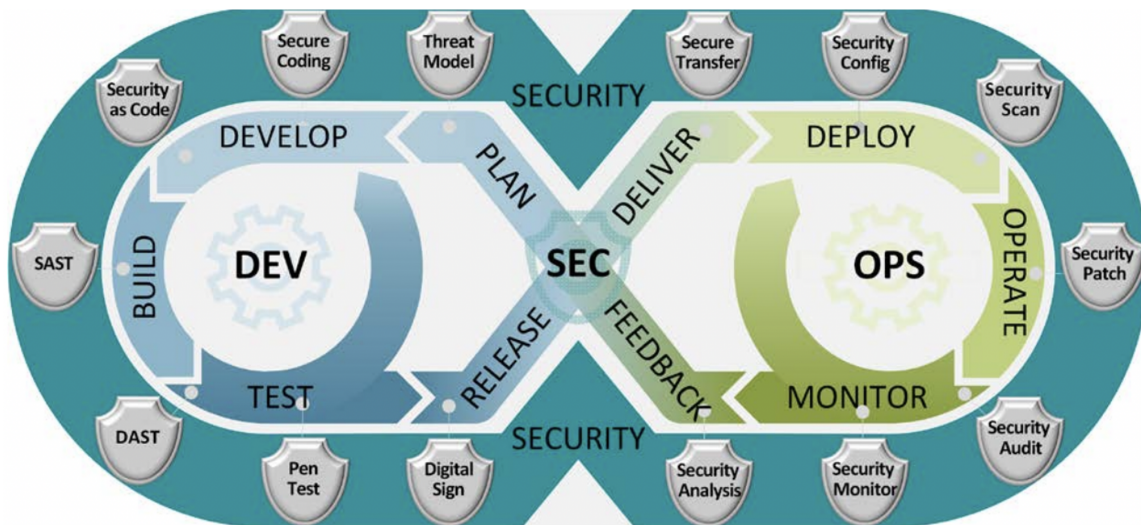 Secure
Coding
Threat
Model
Secure
Transfer
Security
Config
Security
as Code
SECURITY
Security
Scan
DEVELOP
PLAN
DELIVER
DEPLOY
SAST
BUILD
DEV
SEC
OPS
OPERATE
Security
Patch
TEST
RELEASE
FEEDBACK
MONITOR
DAST
SECURITY
Security
Audit
Pen
Test
Digital
Sign
Security
Analysis
Security
Monitor